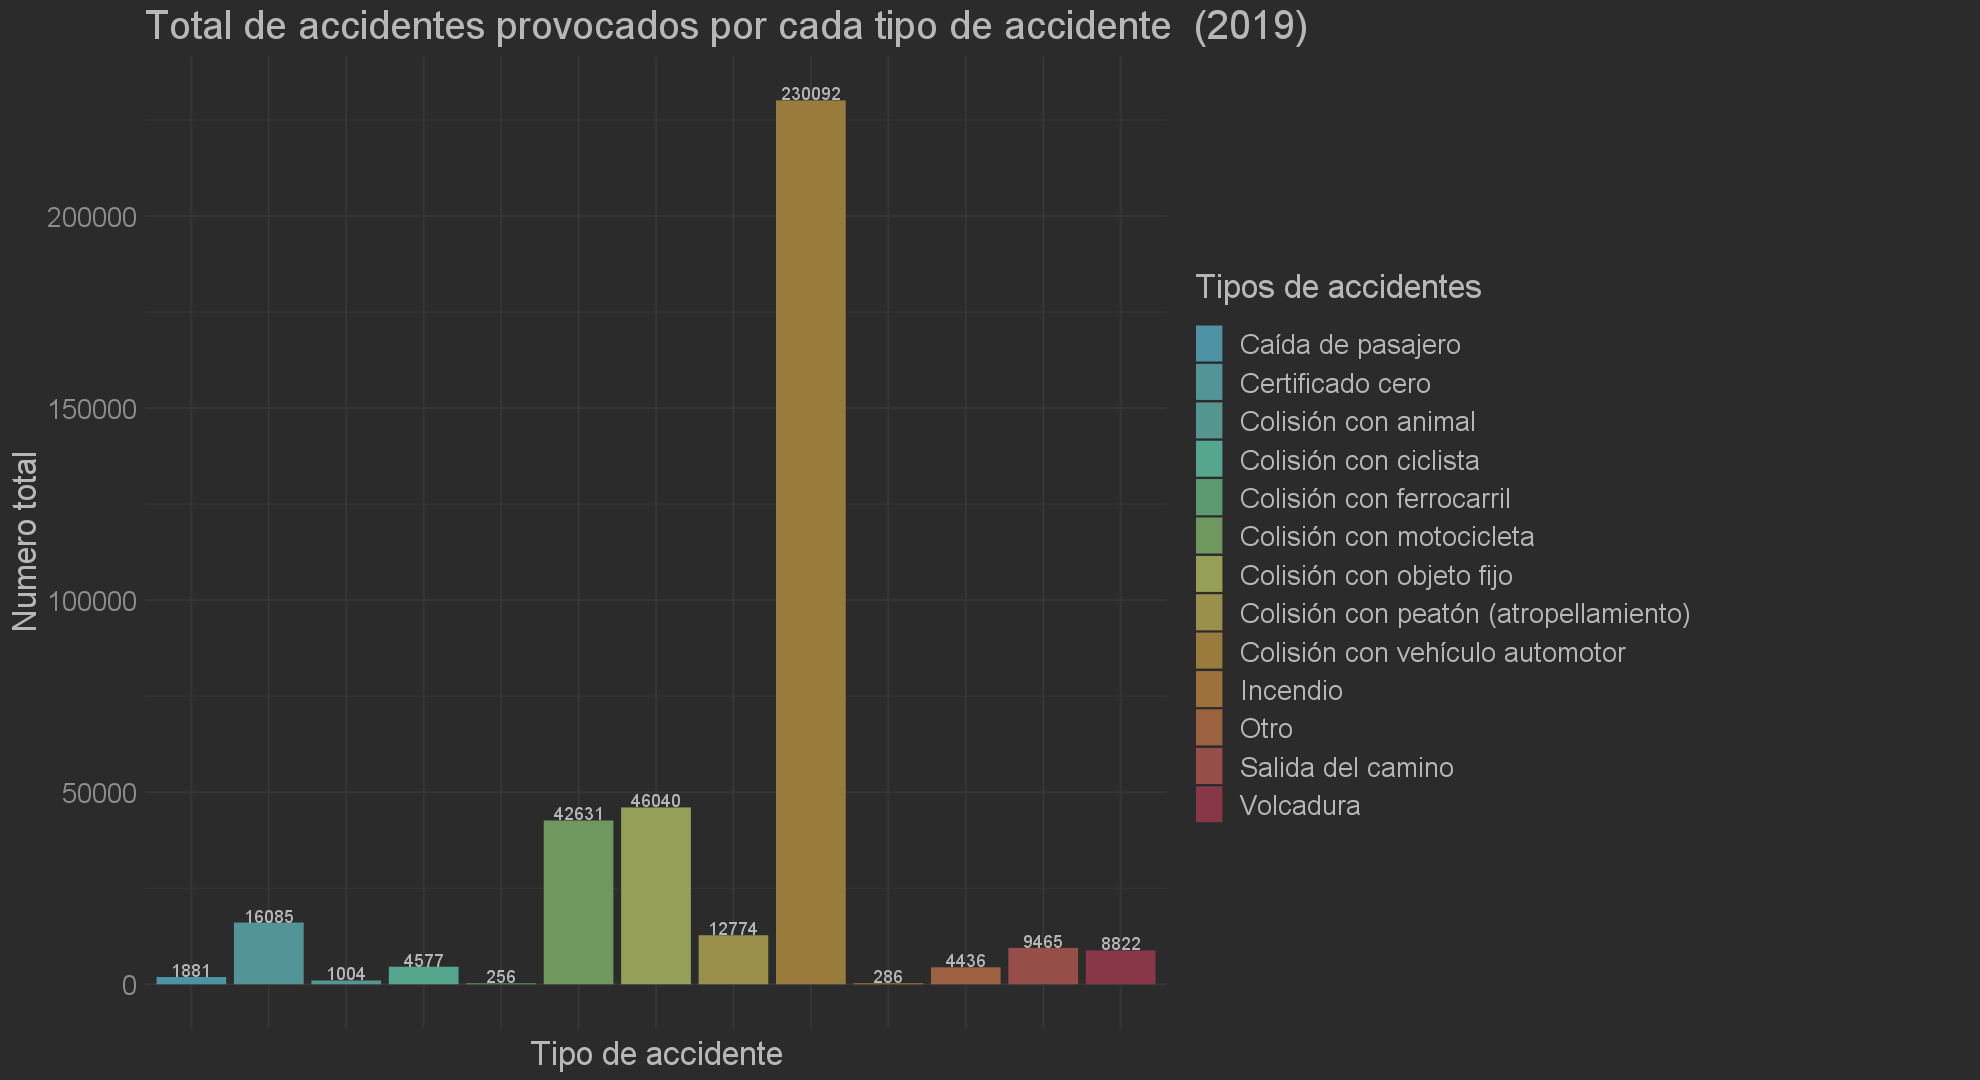 Total de accidentes provocados por cada tipo de accidente  (2019)
Numero total
200000
150000
100000
50000
0
1881
16085
1004
4577
256
42631
46040
12774
230092
286
4436
9465
8822
Tipo de accidente
Tipos de accidentes
Caída de pasajero
Certificado cero
Colisión con animal
Colisión con ciclista
Colisión con ferrocarril
Colisión con motocicleta
Colisión con objeto fijo
Colisión con peatón (atropellamiento)
Colisión con vehículo automotor
Incendio
Otro
Salida del camino
Volcadura